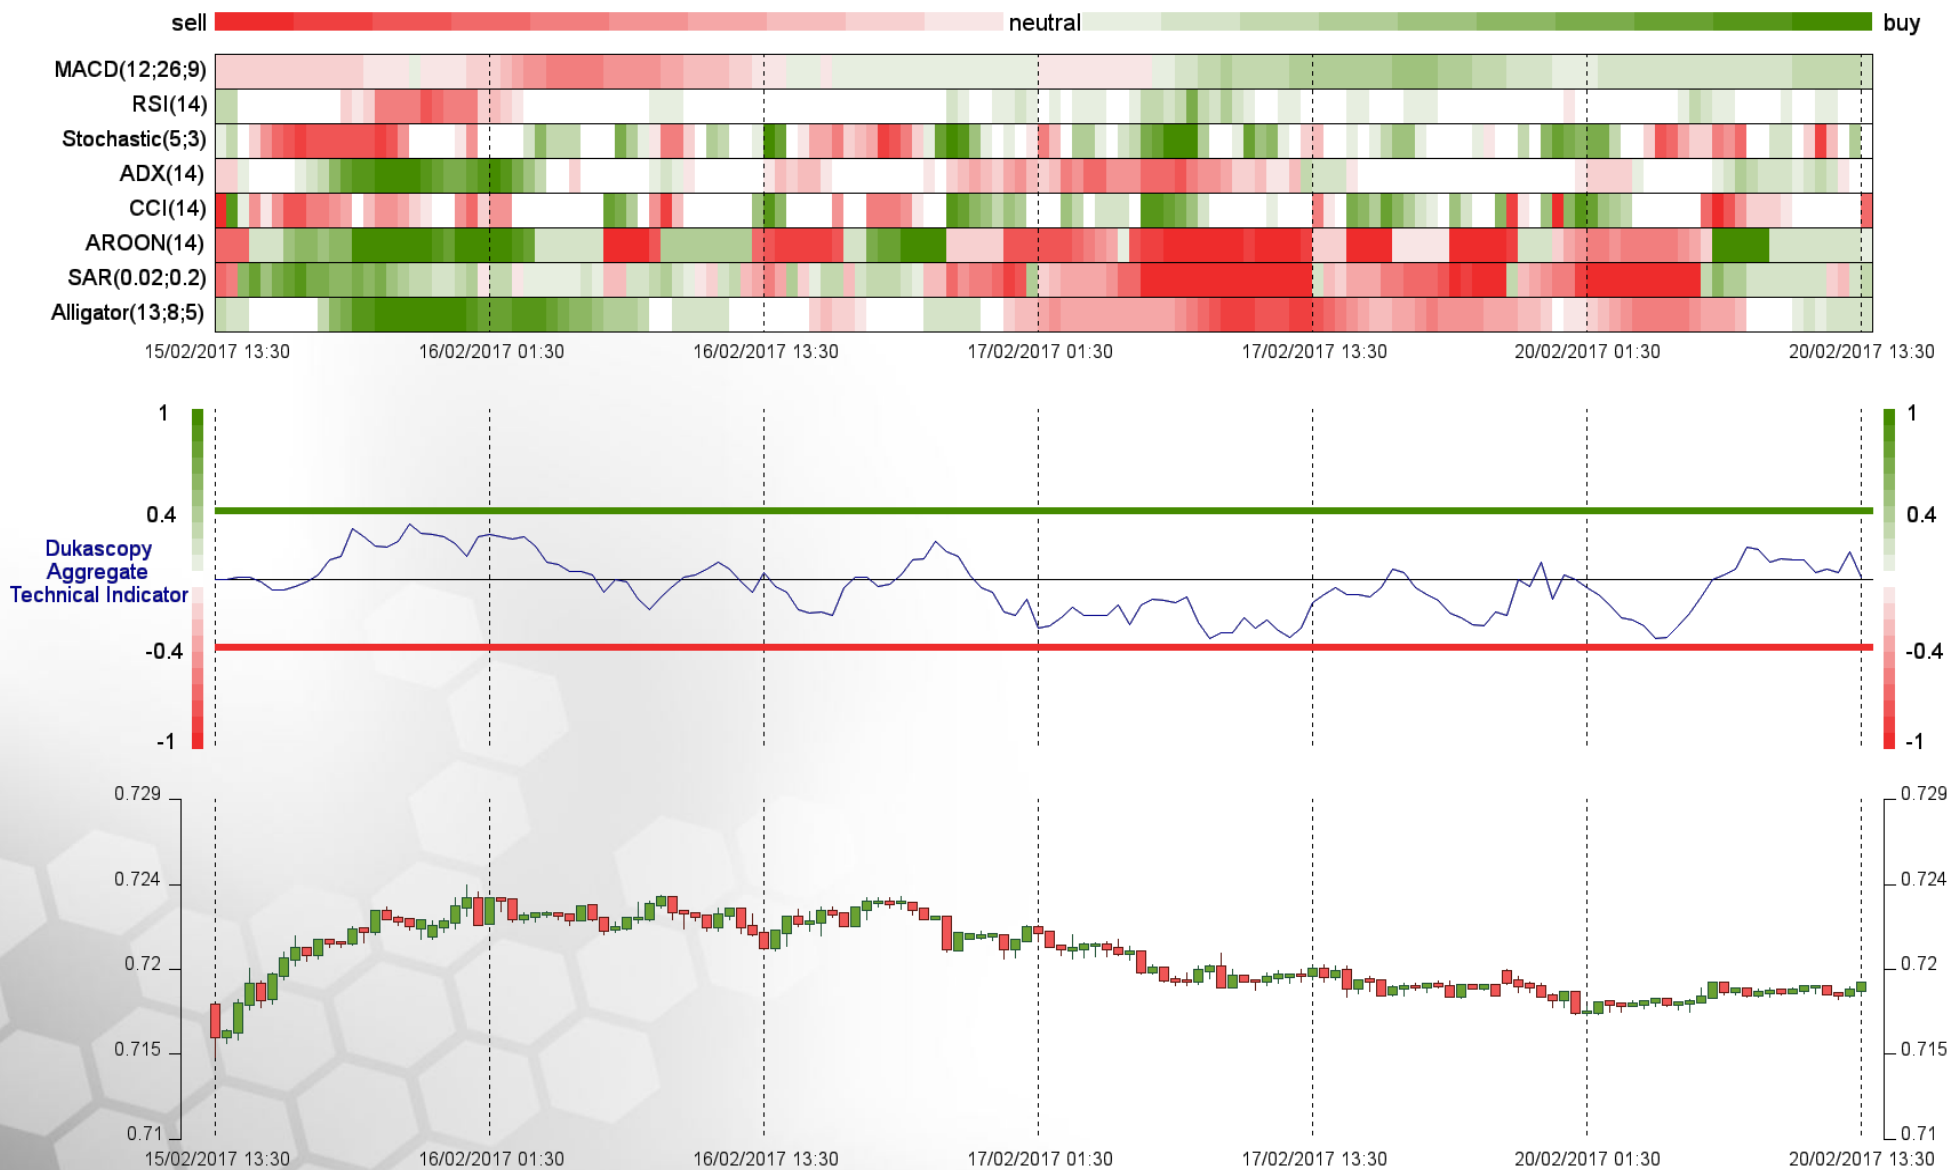 sell neutral buy
MACD(12;26;9)
RSI(14)
Stochastic(5;3)
ADX(14)
CCI(14)
AROON(14)
SAR(0.02;0.2)
Alligator(13;8;5)
15/02/2017 13:30 16/02/2017 01:30 16/02/2017 13:30 17/02/2017 01:30 17/02/2017 13:30 20/02/2017 01:30 20/02/2017 13:30
1 1
0.4 0.4
Dukascopy
Aggregate
Technical Indicator
-0.4 -0.4
-1 -1
0.729 0.729
0.724 0.724
0.72 0.72
0.715 0.715
0.71 0.71
15/02/2017 13:30 16/02/2017 01:30 16/02/2017 13:30 17/02/2017 01:30 17/02/2017 13:30 20/02/2017 01:30 20/02/2017 13:30